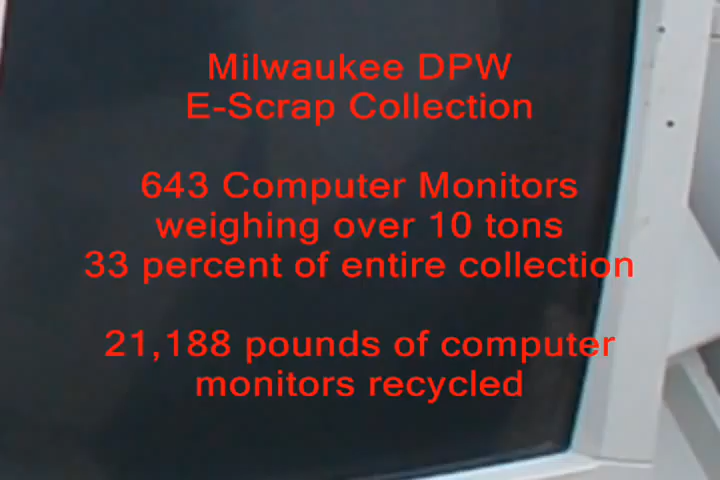 Milwaukee DPW
E-Scrap Collection
643 Computer Monitors
weighing over 10 tons
33 percent of entire collection
21,188 pounds of computer
monitors recycled